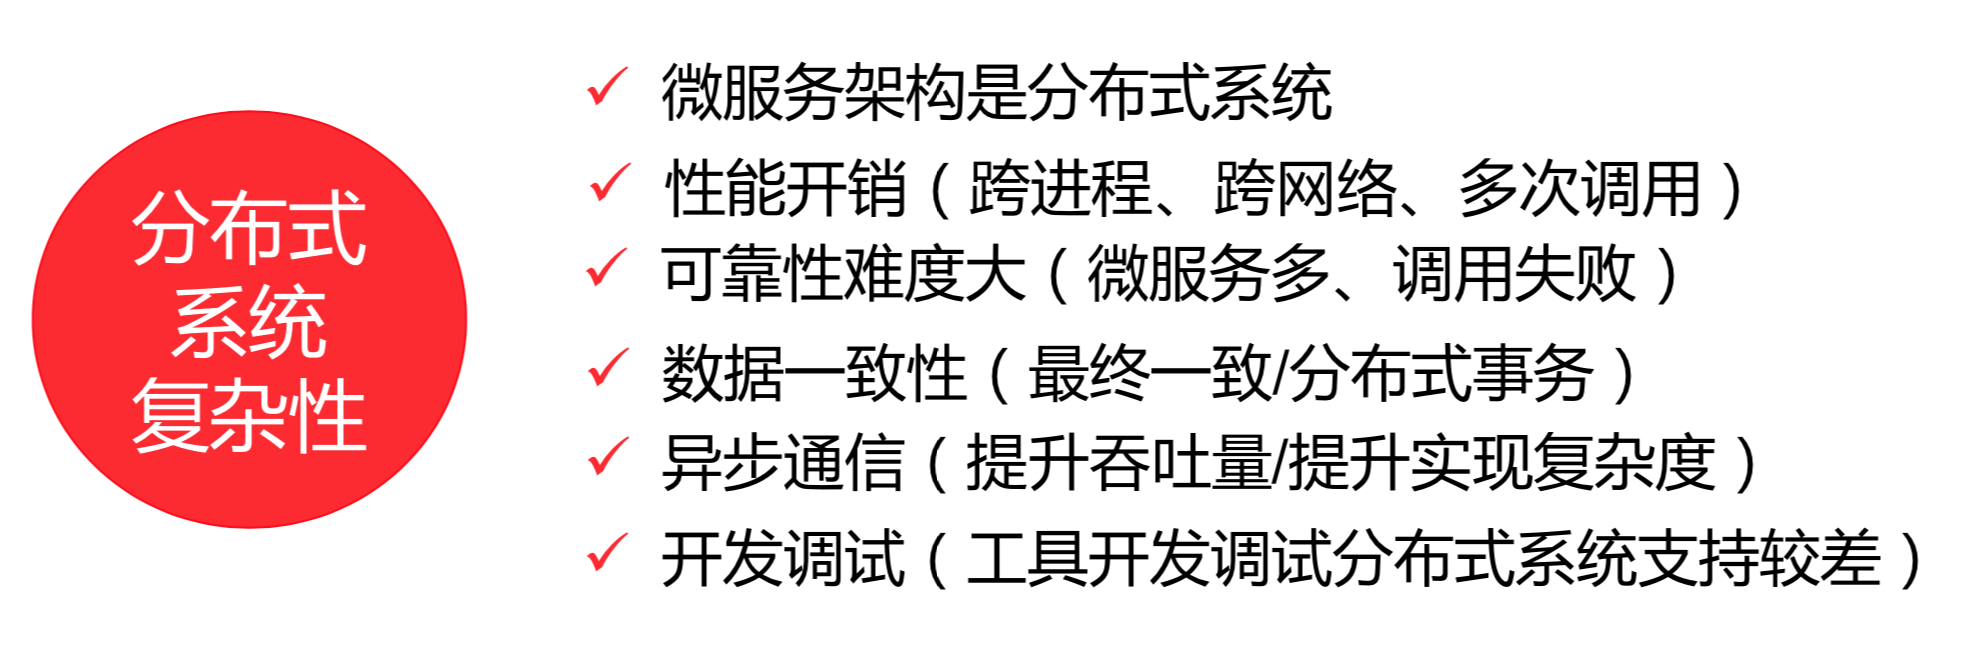 分布式
系统
复杂性
微服务架构是分布式系统
性能开销（跨进程、跨网络、多次调用）
可靠性难度大（微服务多、调用失败）
数据一致性（最终一致/分布式事务）
异步通信（提升吞吐量/提升实现复杂度）
开发调试（工具开发调试分布式系统支持较差）